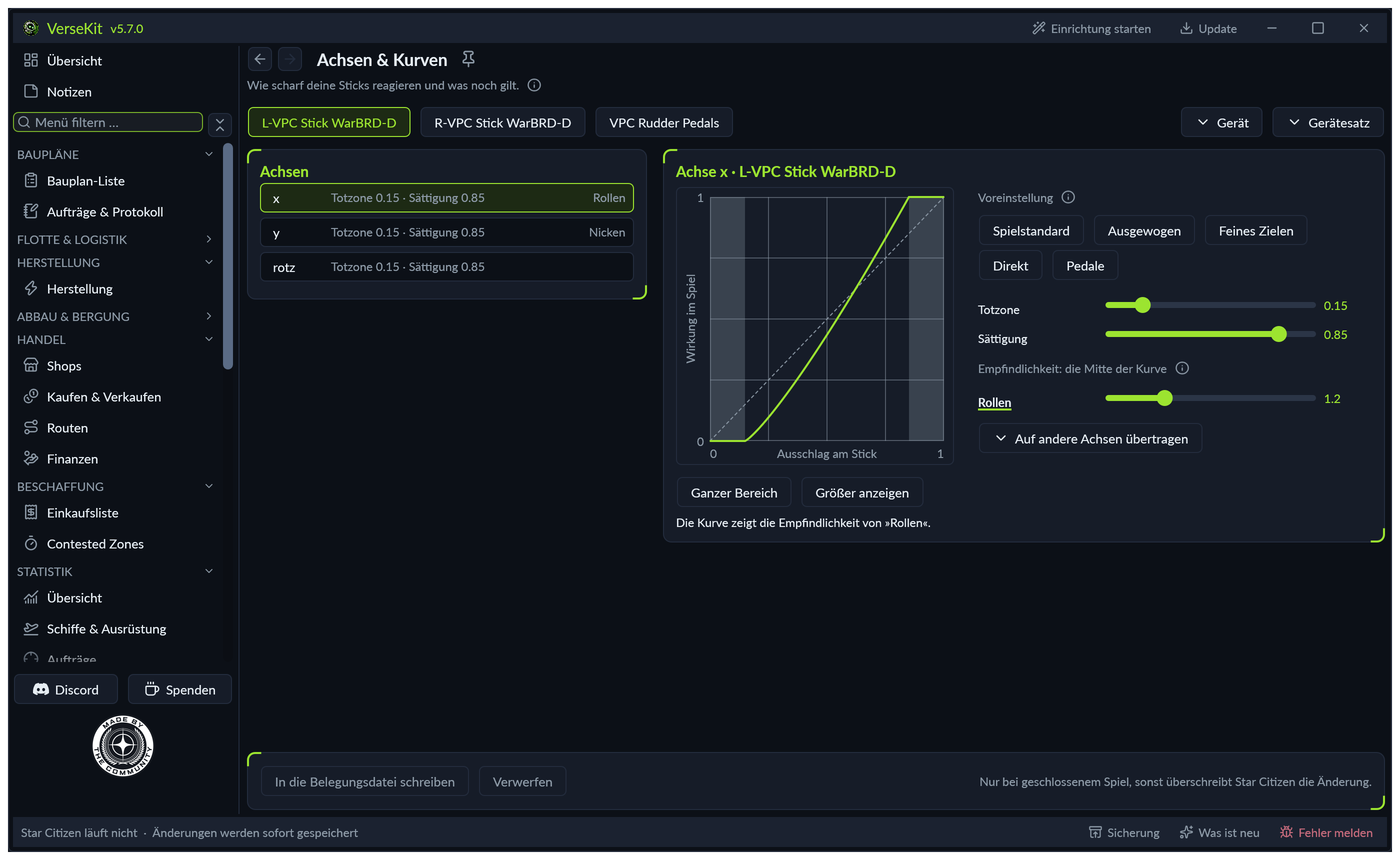 VerseKit v5.7.0
Einrichtung starten
Update
Übersicht
Notizen
Menü filtern ...
BAUPLÄNE
Bauplan-Liste
Aufträge & Protokoll
FLOTTE & LOGISTIK
HERSTELLUNG
Herstellung
ABBAU & BERGUNG
HANDEL
Shops
Kaufen & Verkaufen
Routen
Finanzen
BESCHAFFUNG
Einkaufsliste
Contested Zones
STATISTIK
Übersicht
Schiffe & Ausrüstung
Aufträge
Discord
Spenden
MADE BY
THE COMMUNITY
Achsen & Kurven
Wie scharf deine Sticks reagieren und was noch gilt.
L-VPC Stick WarBRD-D
R-VPC Stick WarBRD-D
VPC Rudder Pedals
Gerät
Gerätesatz
Achsen
x Totzone 0.15 · Sättigung 0.85 Rollen
y Totzone 0.15 · Sättigung 0.85 Nicken
rotz Totzone 0.15 · Sättigung 0.85
Achse x · L-VPC Stick WarBRD-D
1
Wirkung im Spiel
0
0 Ausschlag am Stick 1
Ganzer Bereich
Größer anzeigen
Die Kurve zeigt die Empfindlichkeit von »Rollen«.
Voreinstellung
Spielstandard
Ausgewogen
Feines Zielen
Direkt
Pedale
Totzone 0.15
Sättigung 0.85
Empfindlichkeit: die Mitte der Kurve
Rollen 1.2
Auf andere Achsen übertragen
In die Belegungsdatei schreiben
Verwerfen
Nur bei geschlossenem Spiel, sonst überschreibt Star Citizen die Änderung.
Star Citizen läuft nicht · Änderungen werden sofort gespeichert
Sicherung
Was ist neu
Fehler melden